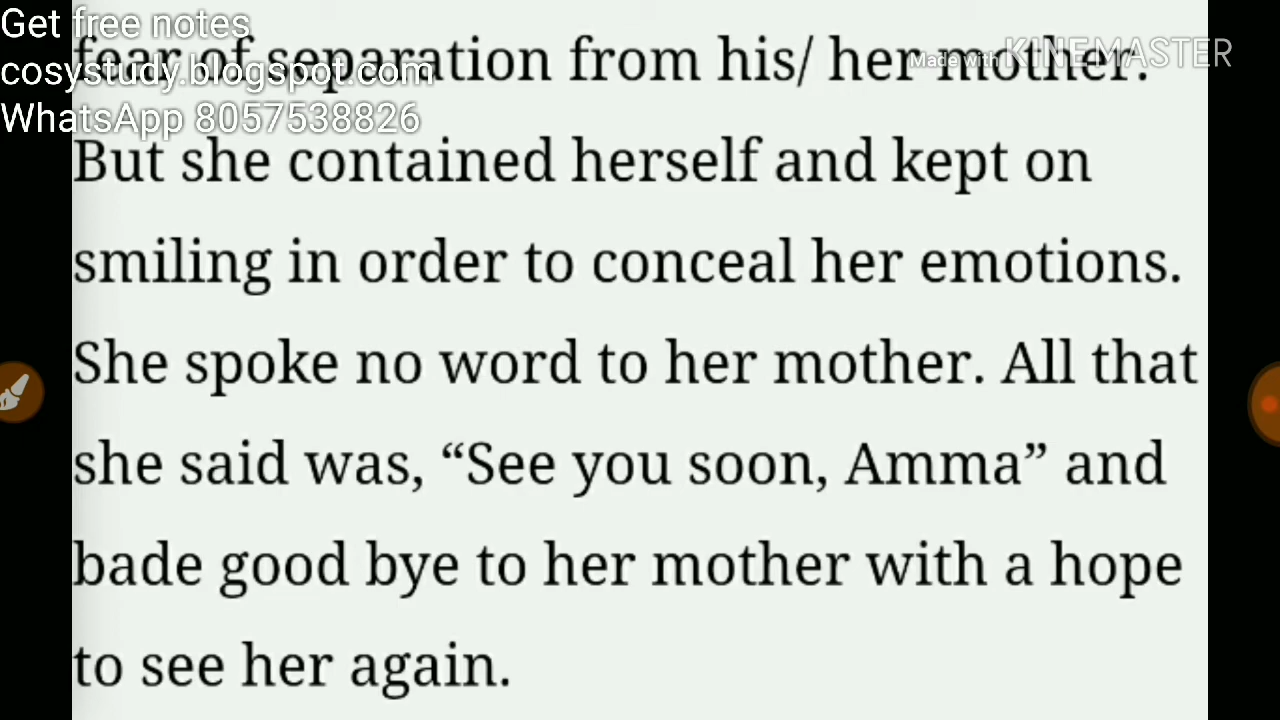 Get free notes
cosystudy.blogspot.com
WhatsApp 8057538826
Made with KINEMASTER
fear of separation from his/ her mother.
But she contained herself and kept on
smiling in order to conceal her emotions.
She spoke no word to her mother. All that
she said was, “See you soon, Amma” and
bade good bye to her mother with a hope
to see her again.